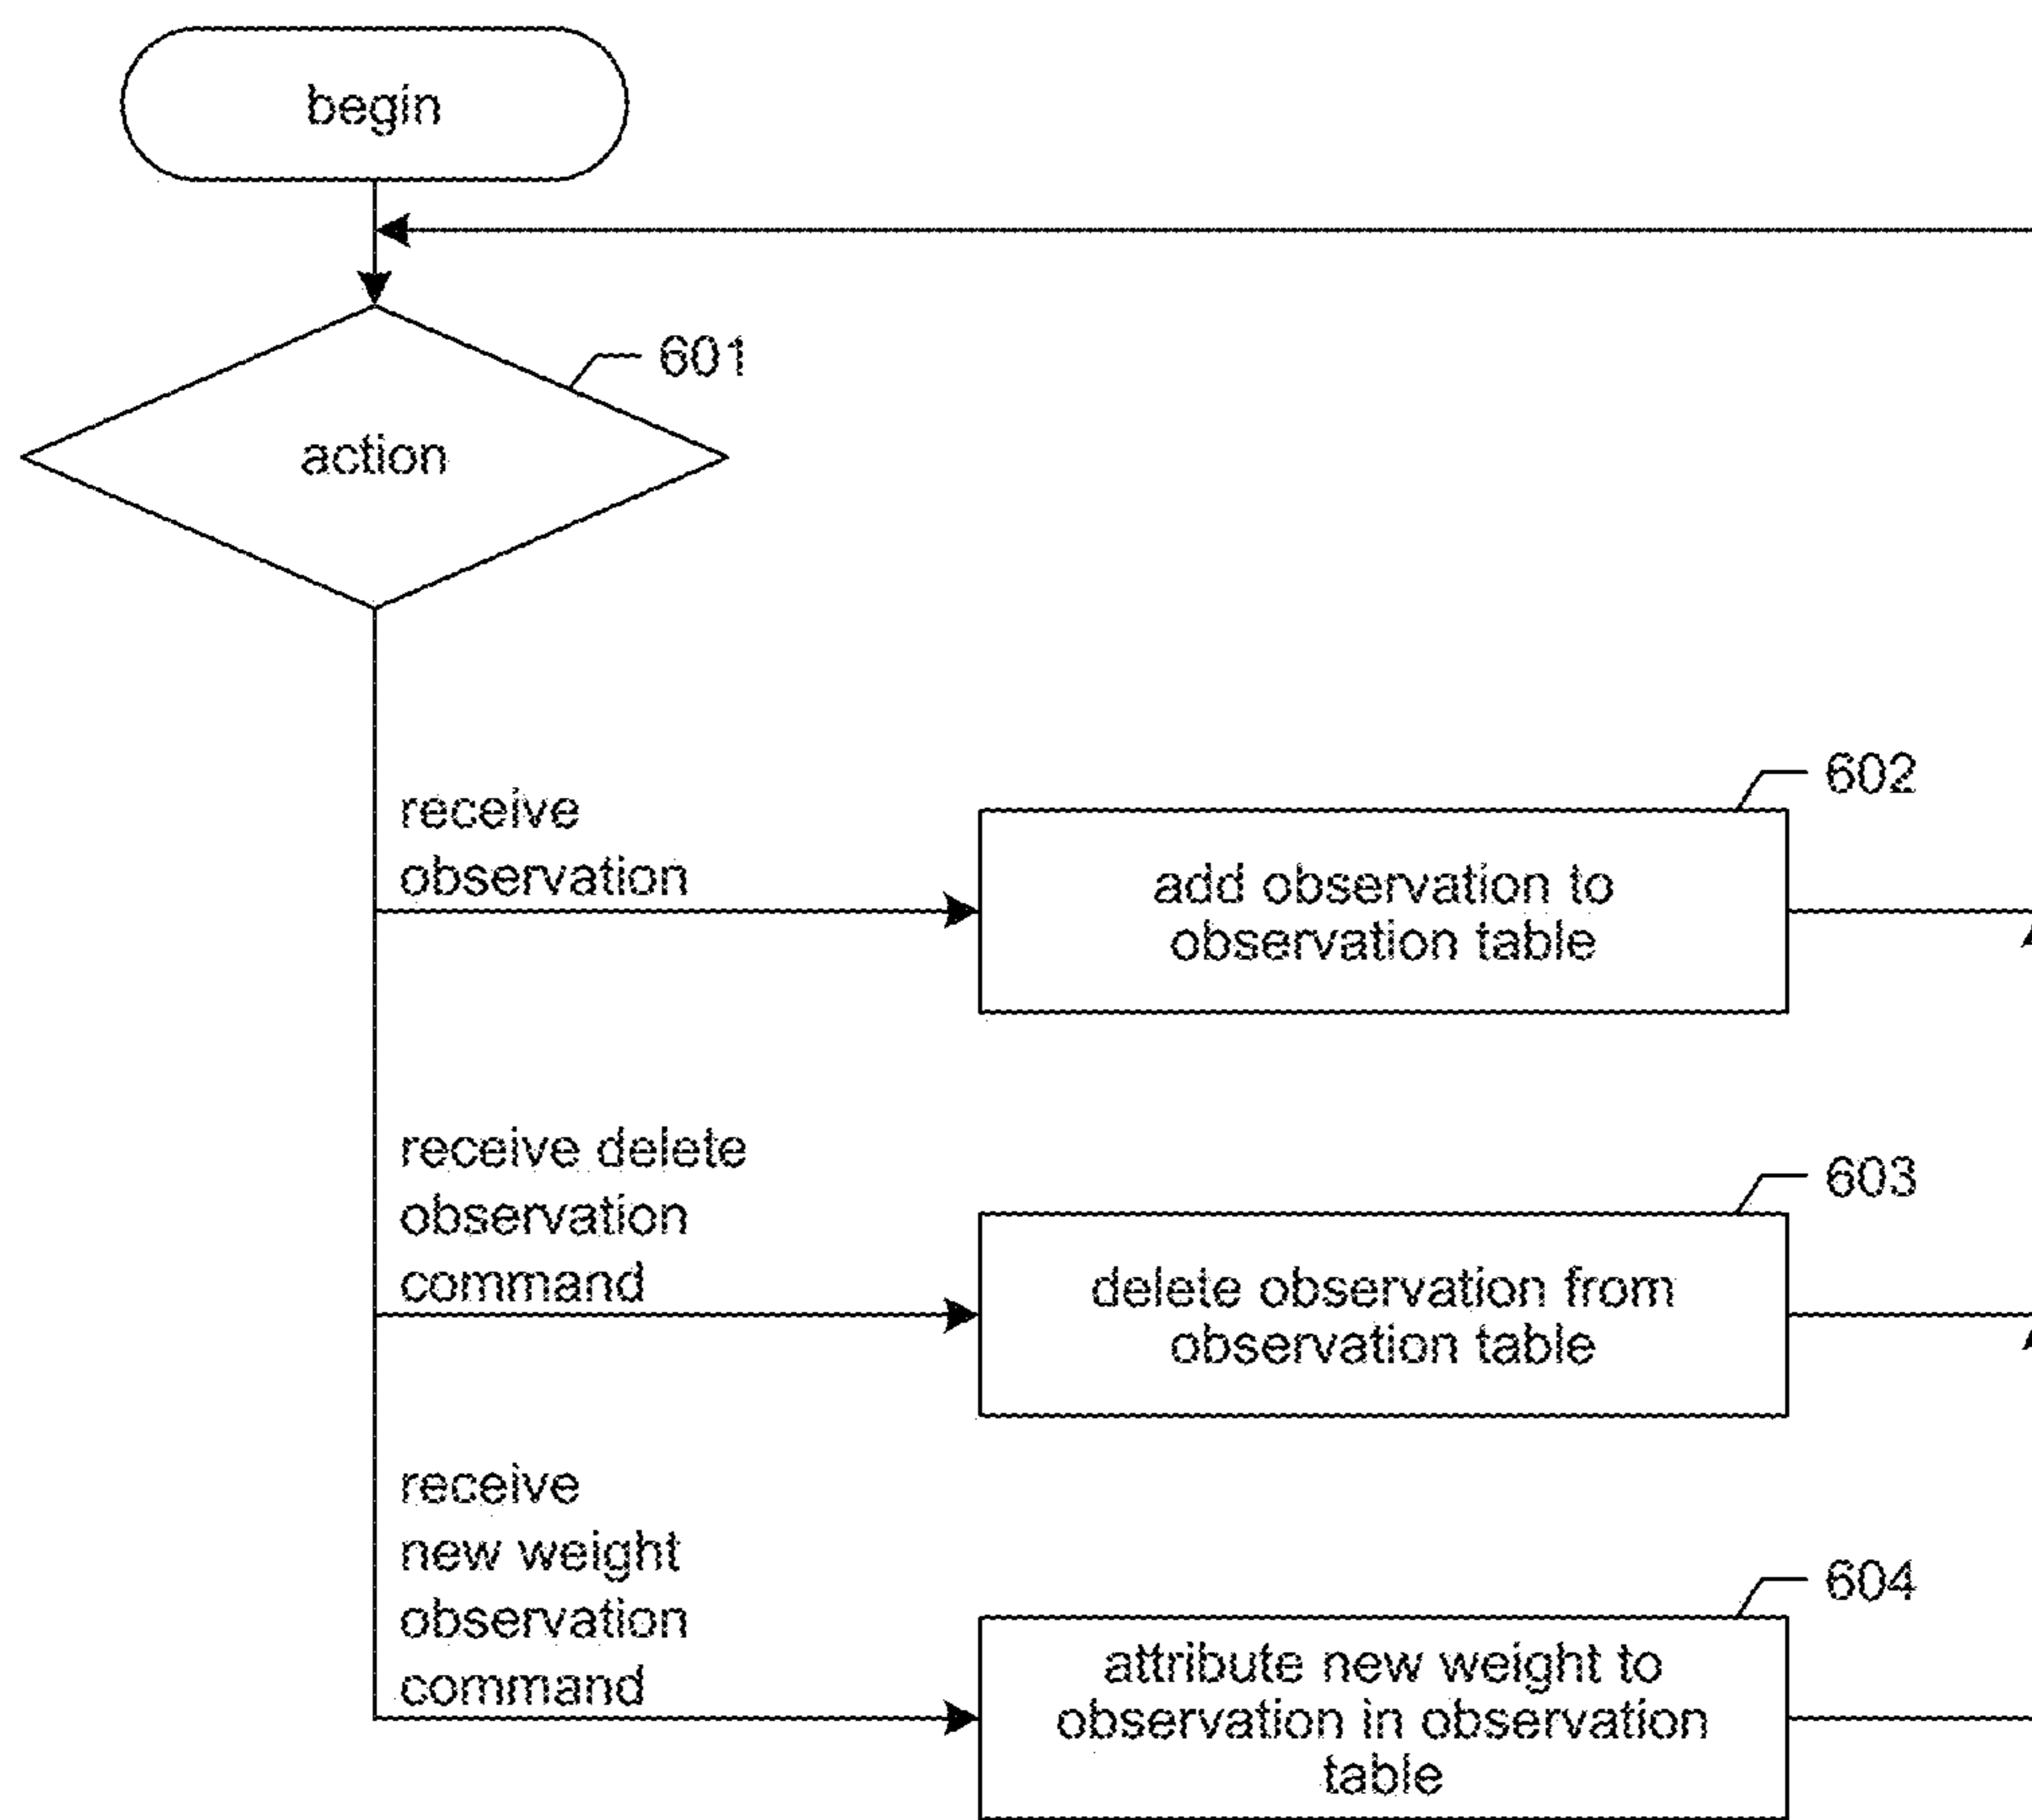 begin
601
action
602
receive
observation
add observation to
observation table
603
receive delete
observation
command
delete observation from
observation table
604
receive
new weight
observation
command
attribute new weight to
observation in observation
table